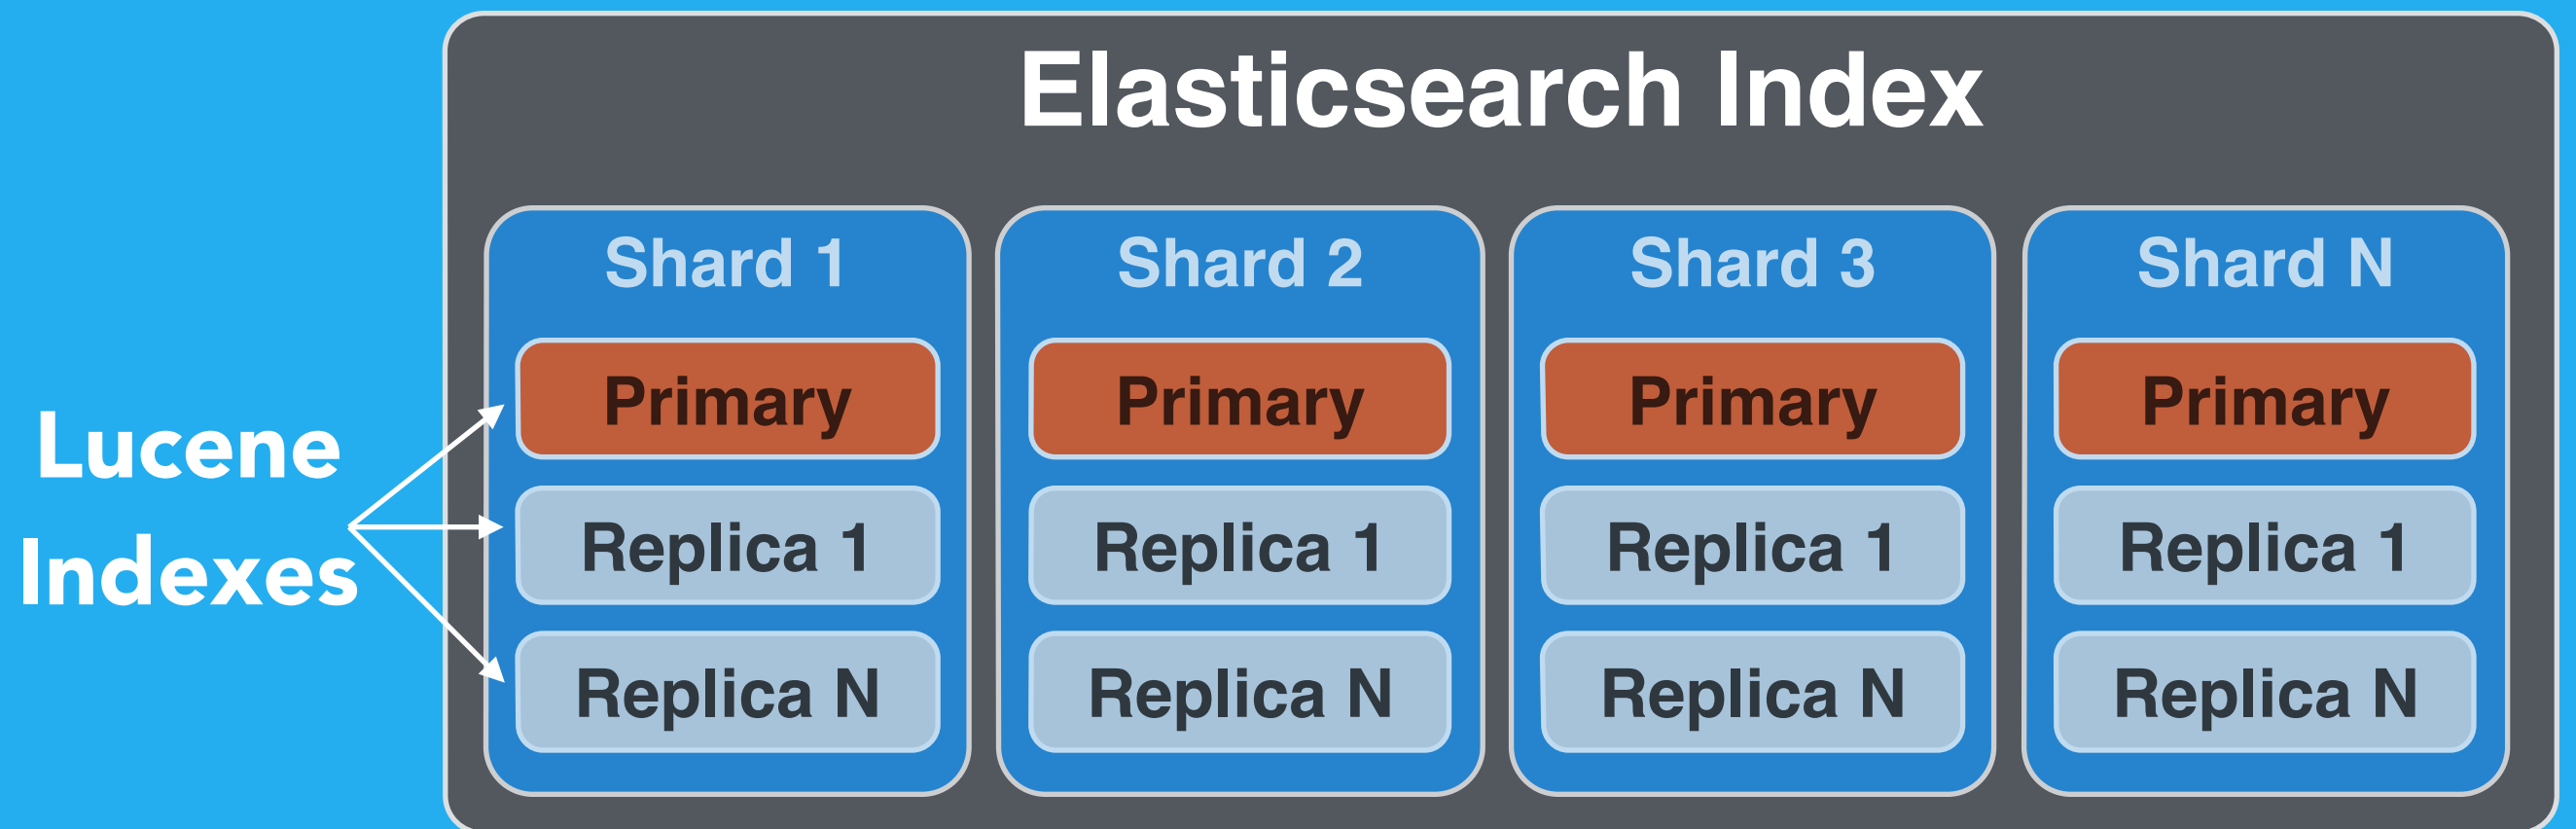 Elasticsearch Index
Shard 1
Shard 2
Shard 3
Shard N
Lucene
Indexes
Primary
Primary
Primary
Primary
Replica 1
Replica 1
Replica 1
Replica 1
Replica N
Replica N
Replica N
Replica N